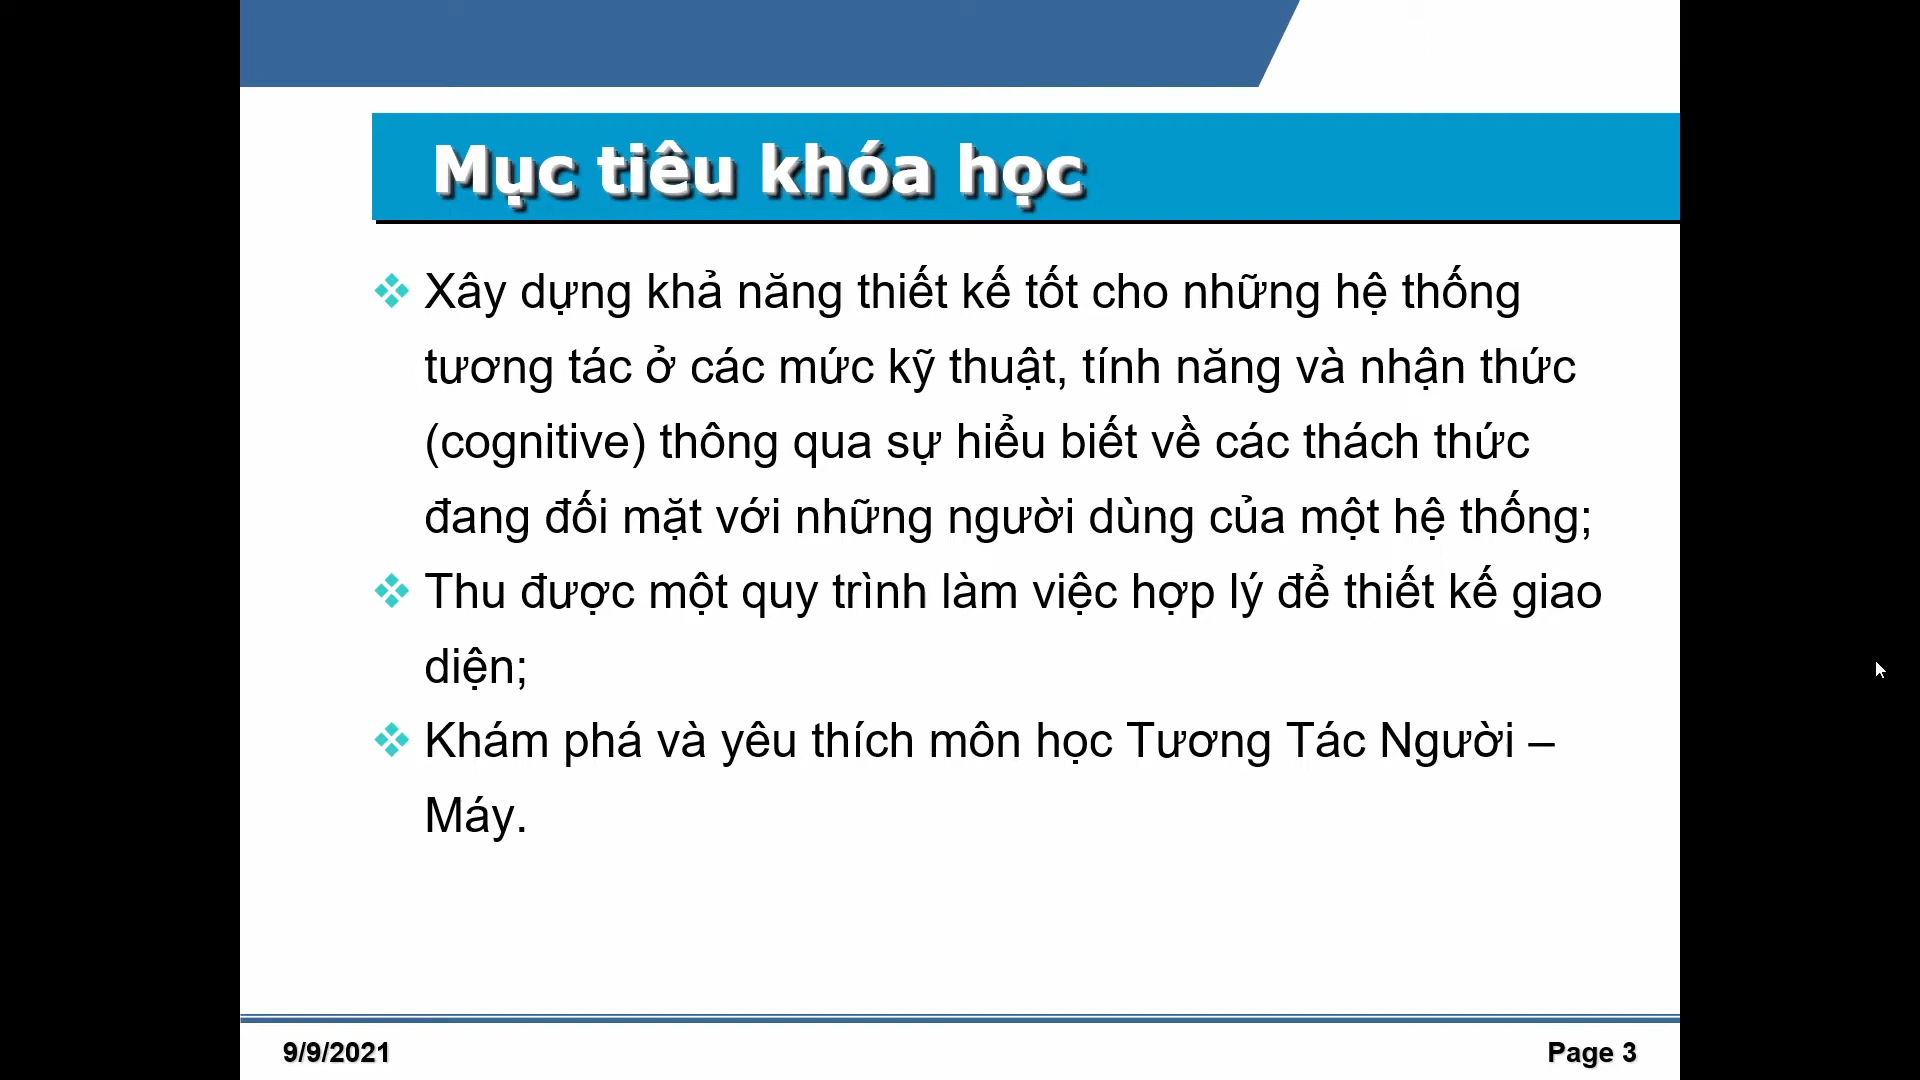 Mục tiêu khóa học
Xây dựng khả năng thiết kế tốt cho những hệ thống
tương tác ở các mức kỹ thuật, tính năng và nhận thức
(cognitive) thông qua sự hiểu biết về các thách thức
đang đối mặt với những người dùng của một hệ thống;
Thu được một quy trình làm việc hợp lý để thiết kế giao
diện;
Khám phá và yêu thích môn học Tương Tác Người –
Máy.
9/9/2021
Page 3